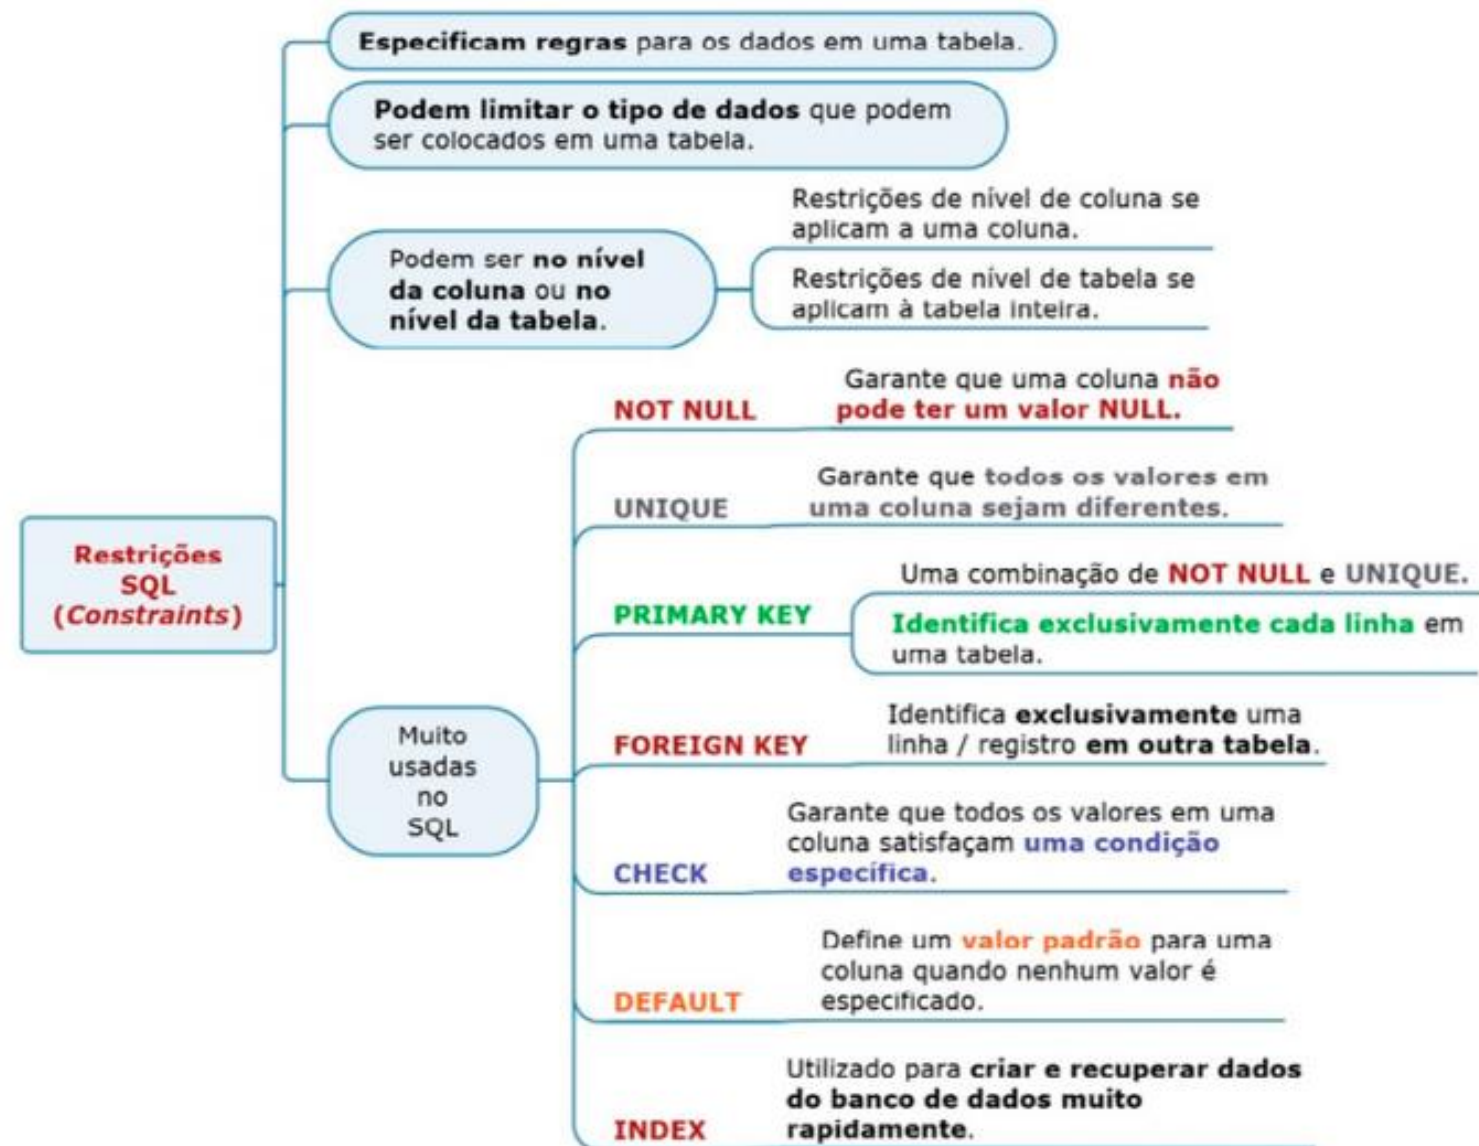 Especificam regras para os dados em uma tabela.
Podem limitar o tipo de dados que podem
ser colocados em uma tabela.
Podem ser no nível
da coluna ou no
nível da tabela.
Restrições de nível de coluna se
aplicam a uma coluna.
Restrições de nível de tabela se
aplicam à tabela inteira.
Restrições
SQL
(Constraints)
Muito
usadas
no
SQL
NOT NULL
Garante que uma coluna não
pode ter um valor NULL.
UNIQUE
Garante que todos os valores em
uma coluna sejam diferentes.
PRIMARY KEY
Uma combinação de NOT NULL e UNIQUE.
Identifica exclusivamente cada linha em
uma tabela.
FOREIGN KEY
Identifica exclusivamente uma
linha / registro em outra tabela.
CHECK
Garante que todos os valores em uma
coluna satisfaçam uma condição
específica.
DEFAULT
Define um valor padrão para uma
coluna quando nenhum valor é
especificado.
INDEX
Utilizado para criar e recuperar dados
do banco de dados muito
rapidamente.